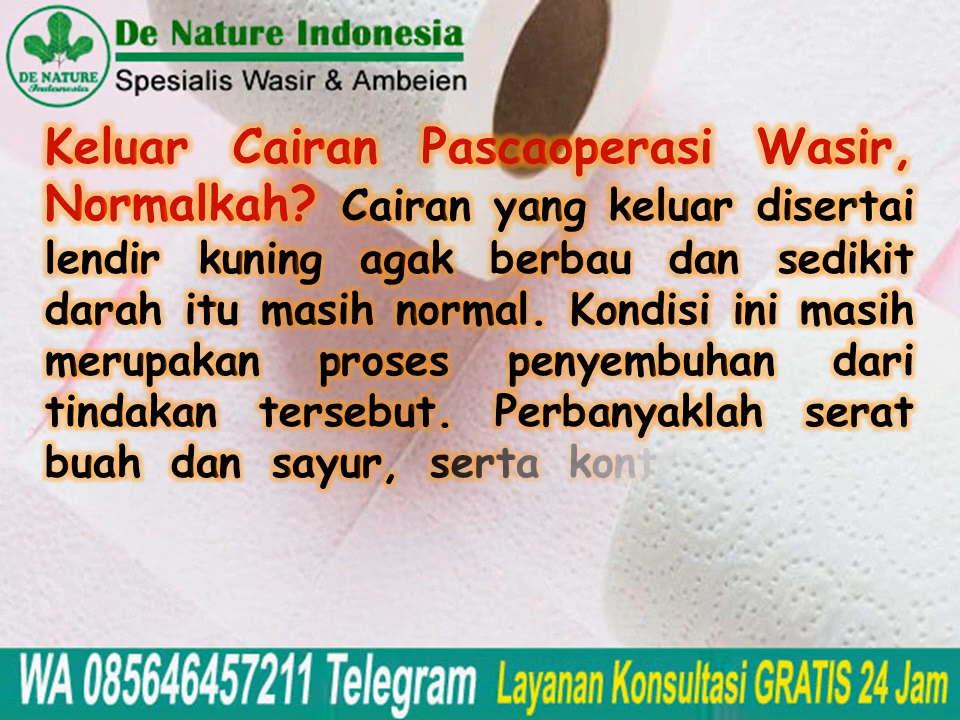 De Nature Indonesia
Spesialis Wasir & Ambeien
DE NATURE
Indonesia
Keluar Cairan Pascaoperasi Wasir,
Normalkah? Cairan yang keluar disertai
lendir kuning agak berbau dan sedikit
darah itu masih normal. Kondisi ini masih
merupakan proses penyembuhan dari
tindakan tersebut. Perbanyaklah serat
buah dan sayur, serta kont
WA 085646457211 Telegram Layanan Konsultasi GRATIS 24 Jam